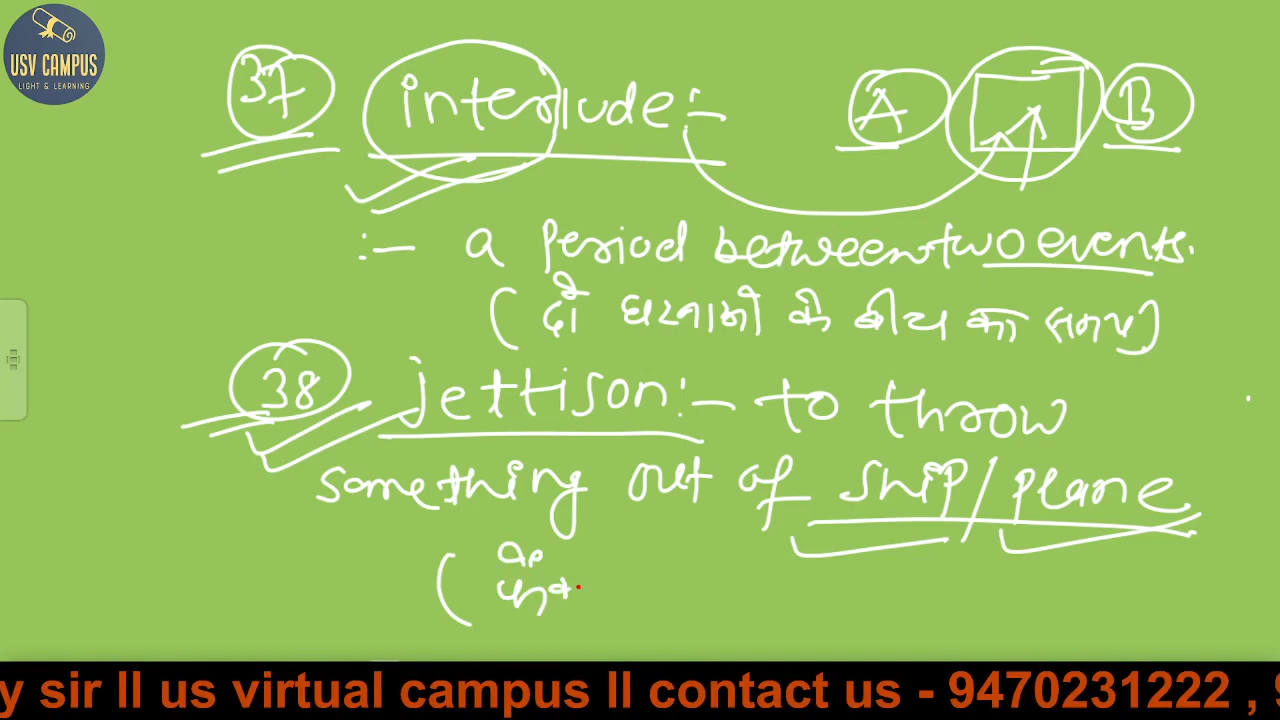 USV CAMPUS
LIGHT & LEARNING
37 interlude :- A B
:- a period between two events.
(दो घटनाओं के बीच का समय)
38 jettison :- to throw
something out of ship/plane
(
y sir ll us virtual campus ll contact us - 9470231222 , 9